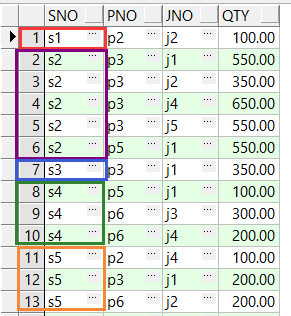 SNO PNO JNO QTY
1 s1 ... p2 ... j2 ... 100.00
2 s2 ... p3 ... j1 ... 550.00
3 s2 ... p3 ... j2 ... 350.00
4 s2 ... p3 ... j4 ... 650.00
5 s2 ... p3 ... j5 ... 550.00
6 s2 ... p5 ... j1 ... 550.00
7 s3 ... p3 ... j1 ... 350.00
8 s4 ... p5 ... j1 ... 100.00
9 s4 ... p6 ... j3 ... 300.00
10 s4 ... p6 ... j4 ... 200.00
11 s5 ... p2 ... j4 ... 100.00
12 s5 ... p3 ... j1 ... 200.00
13 s5 ... p6 ... j2 ... 200.00